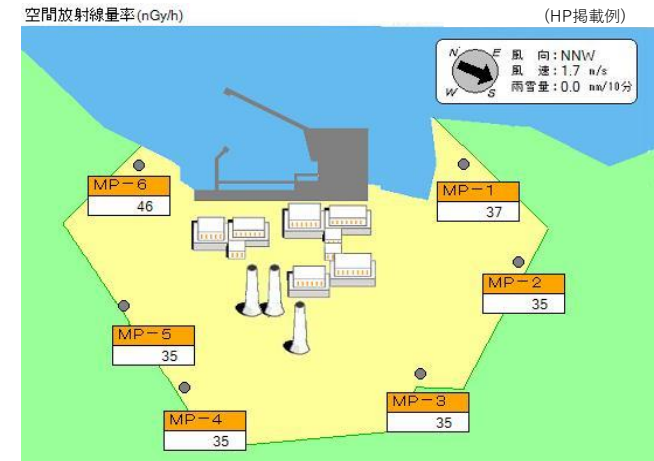 空間放射線量率(nGy/h)
(HP掲載例)
N E
W S
風 向:NNW
風 速:1.7 m/s
雨雪量:0.0 mm/10分
MP-6
46
MP-1
37
MP-2
35
MP-5
35
MP-3
35
MP-4
35